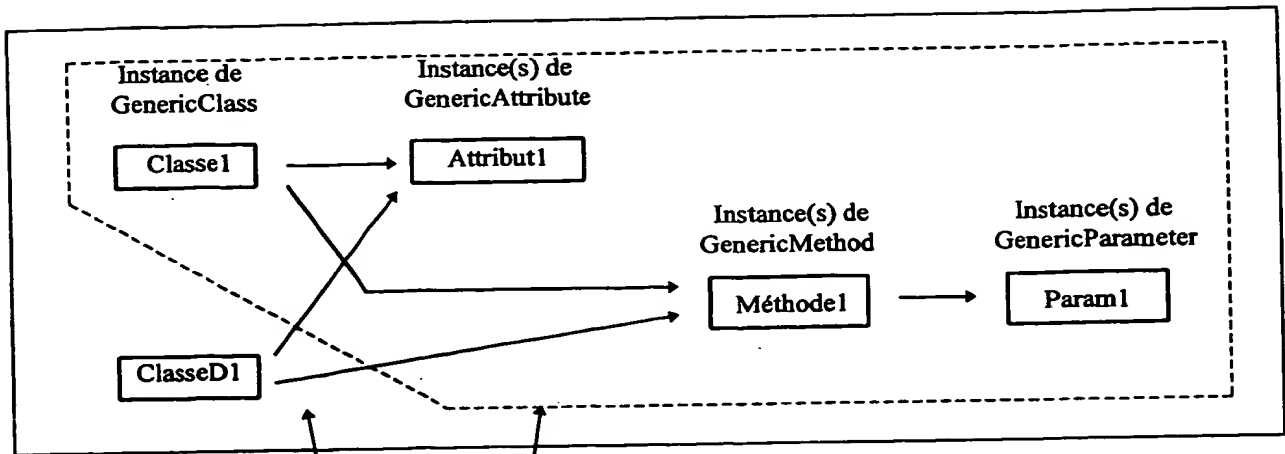 Instance de
GenericClass
Instance(s) de
GenericAttribute
Classe1
Attribut1
Instance(s) de
GenericMethod
Instance(s) de
GenericParameter
Méthode1
Param1
ClasseD1